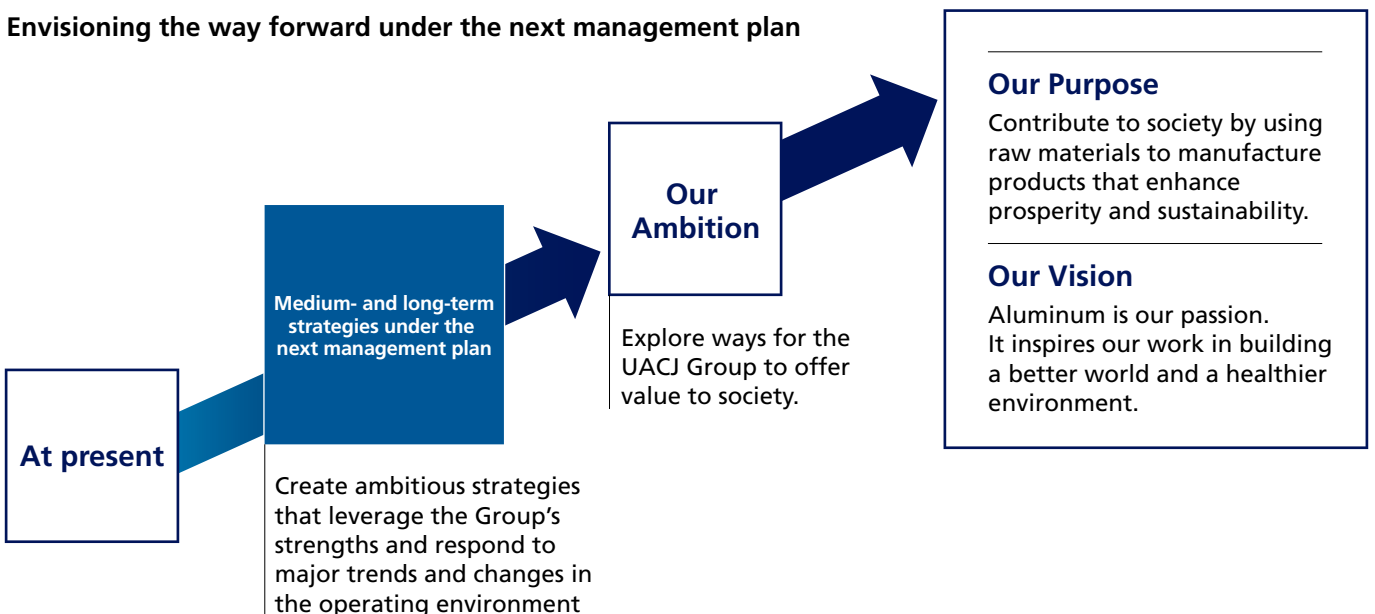 Envisioning the way forward under the next management plan
At present
Medium- and long-term
strategies under the
next management plan
Create ambitious strategies
that leverage the Group’s
strengths and respond to
major trends and changes in
the operating environment
Our
Ambition
Explore ways for the
UACJ Group to offer
value to society.
Our Purpose
Contribute to society by using
raw materials to manufacture
products that enhance
prosperity and sustainability.
Our Vision
Aluminum is our passion.
It inspires our work in building
a better world and a healthier
environment.